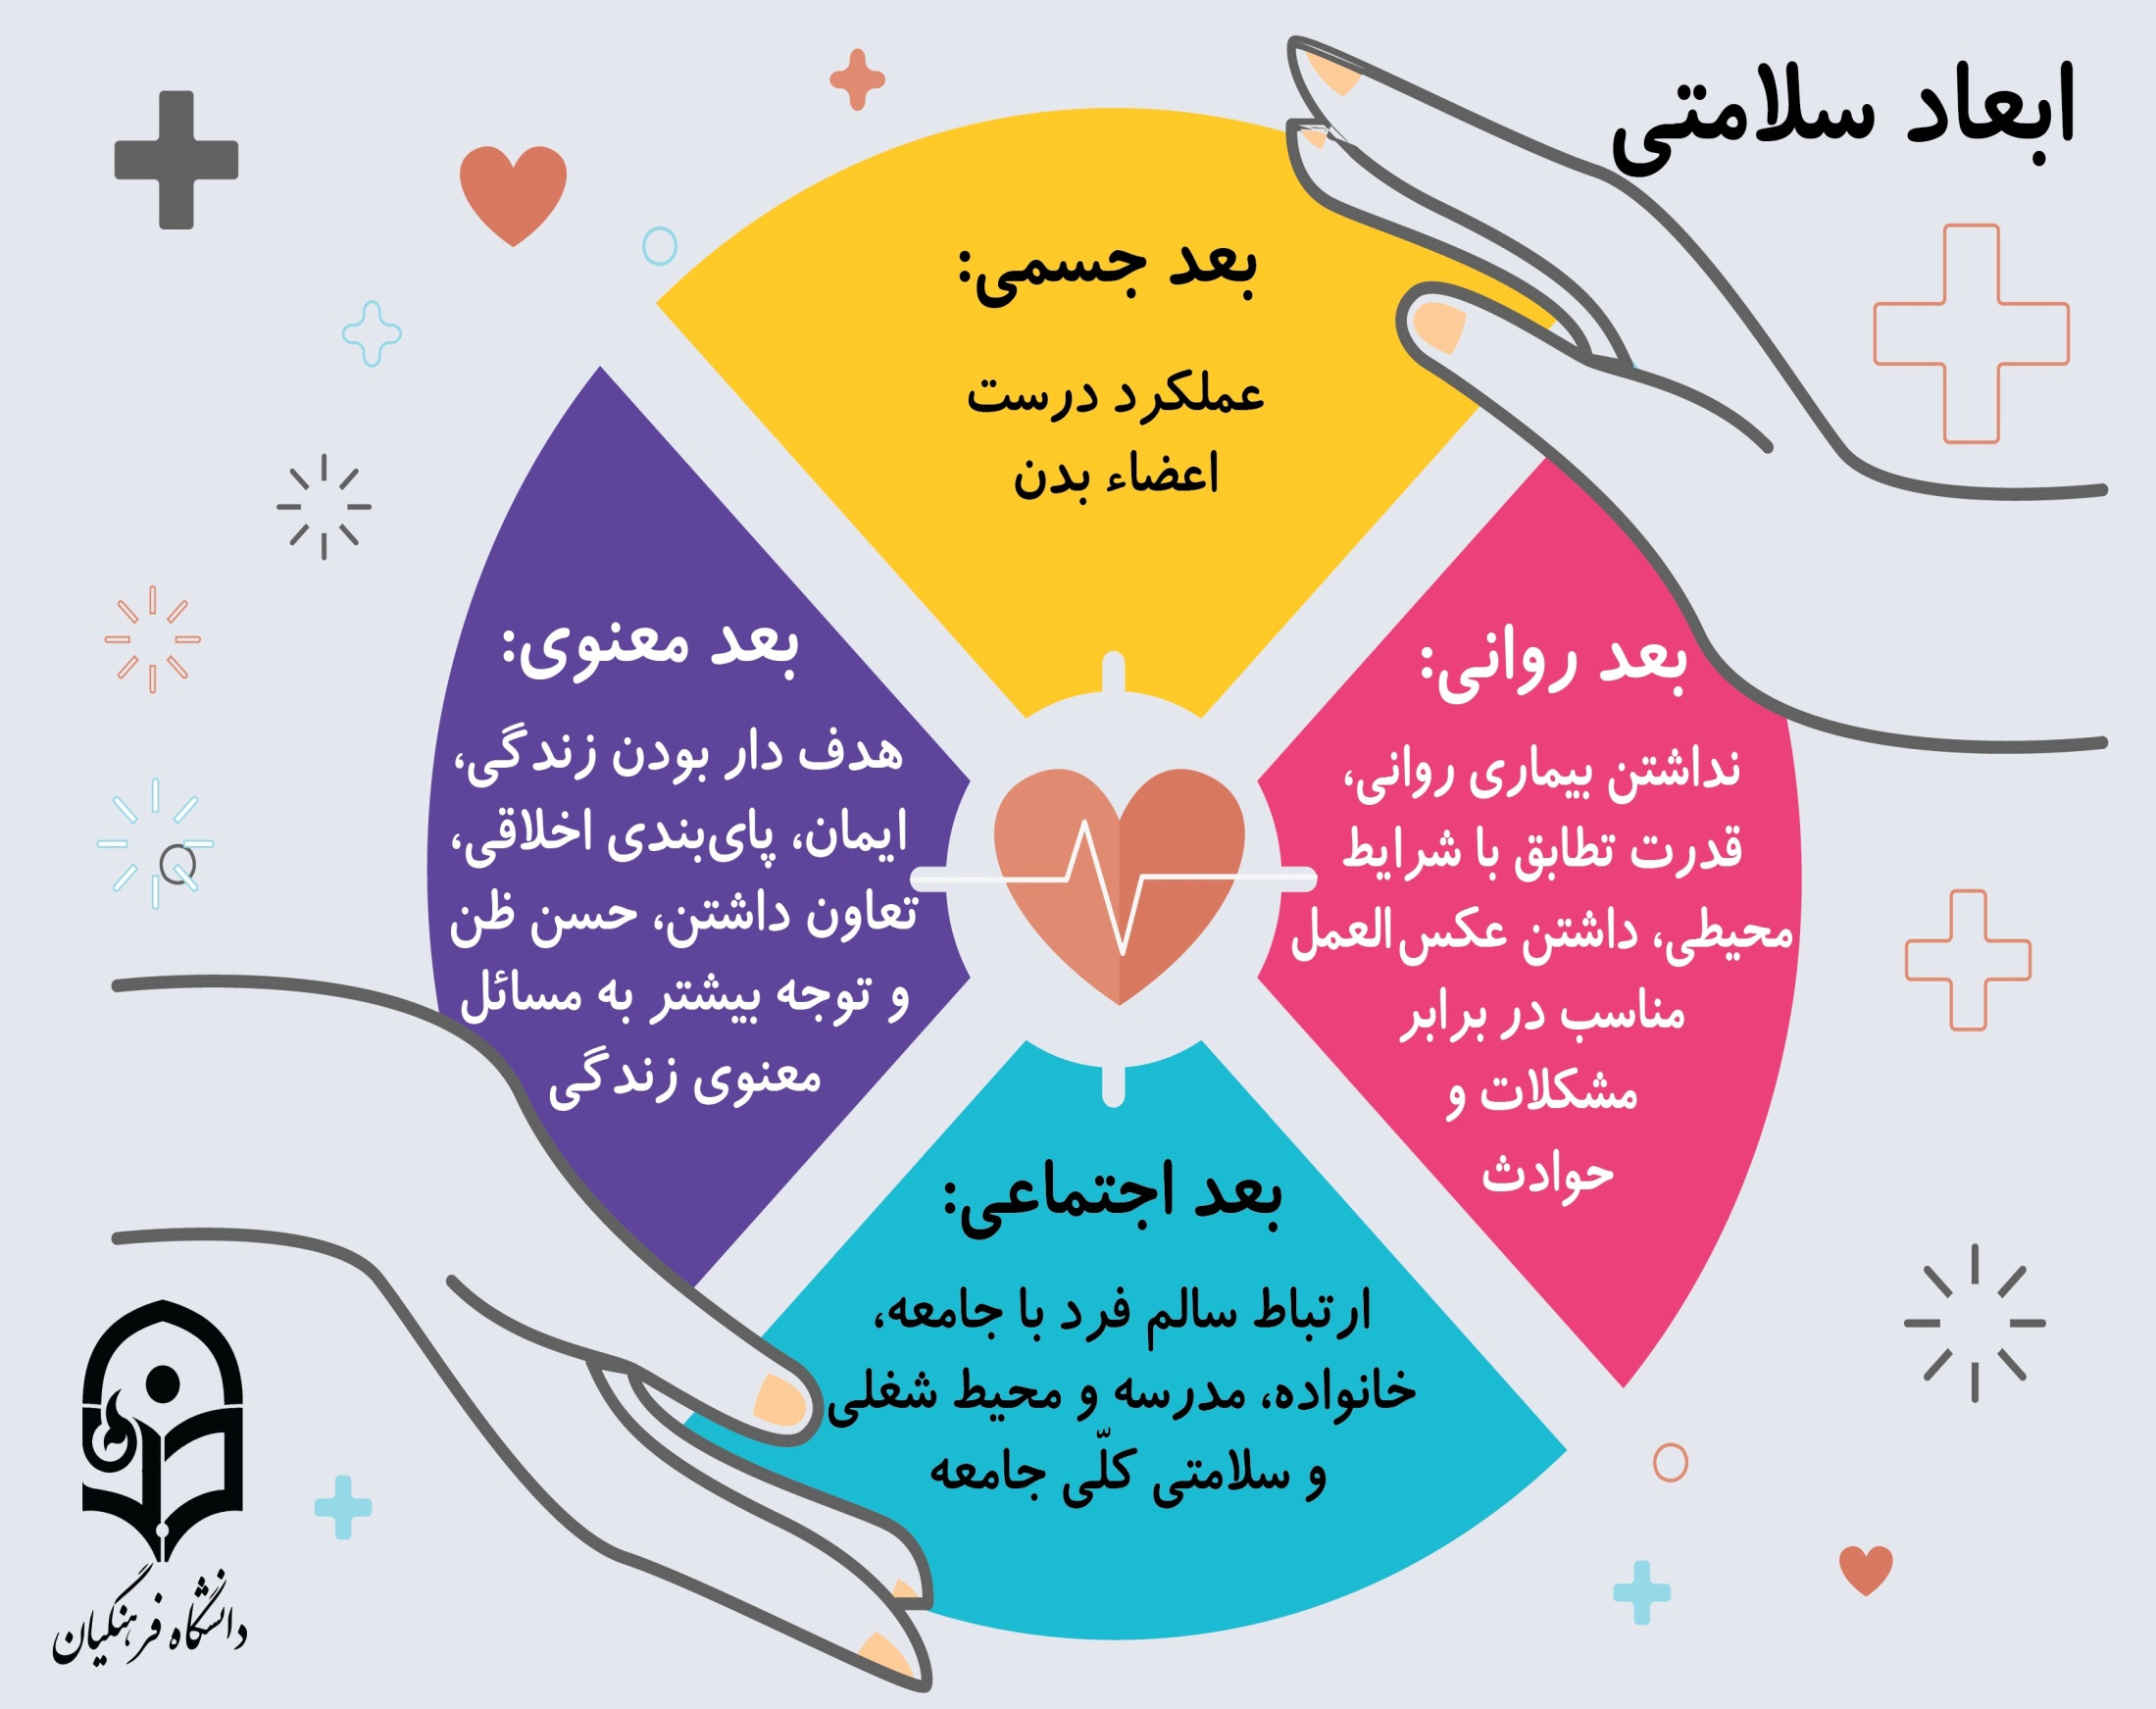 ابعاد سلامتی
بعد جسمی:
عملکرد درست
اعضاء بدن
بعد روانی:
نداشتن بیماری روانی،
قدرت تطابق با شرایط
محیطی، داشتن عکس‌العمل
مناسب در برابر
مشکلات و
حوادث
بعد معنوی:
هدف دار بودن زندگی،
ایمان، پای‌بندی اخلاقی،
تعاون داشتن، حسن ظن
و توجه بیشتر به مسائل
معنوی زندگی
بعد اجتماعی:
ارتباط سالم فرد با جامعه،
خانواده، مدرسه و محیط شغلی
و سلامتی کلّی جامعه
دانشگاه فرهنگیان